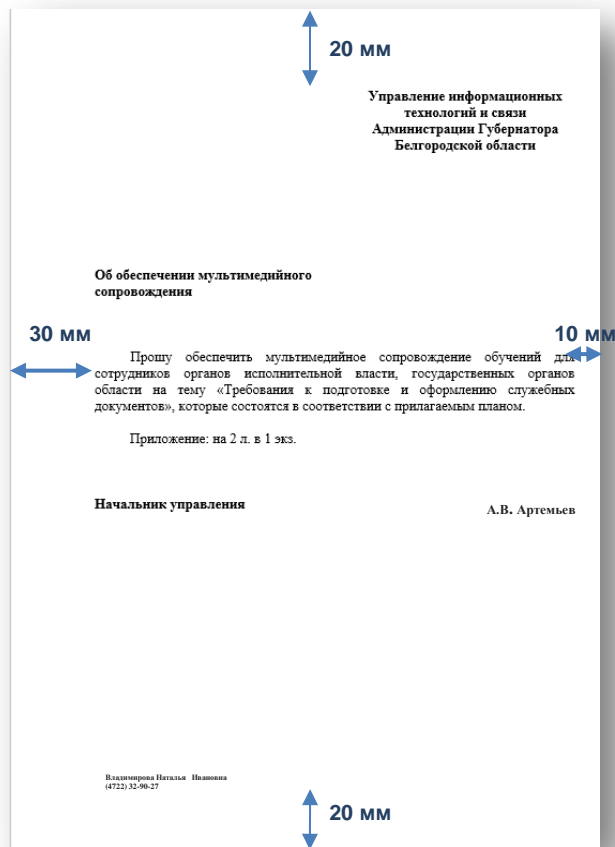 20 мм
Управление информационных
технологий и связи
Администрации Губернатора
Белгородской области
Об обеспечении мультимедийного
сопровождения
30 мм
10 мм
Прошу обеспечить мультимедийное сопровождение обучений для
сотрудников органов исполнительной власти, государственных органов
области на тему «Требования к подготовке и оформлению служебных
документов», которые состоятся в соответствии с прилагаемым планом.
Приложение: на 2 л. в 1 экз.
Начальник управления
А.В. Артемьев
Владимирова Наталья Ивановна
(4722) 32-90-27
20 мм